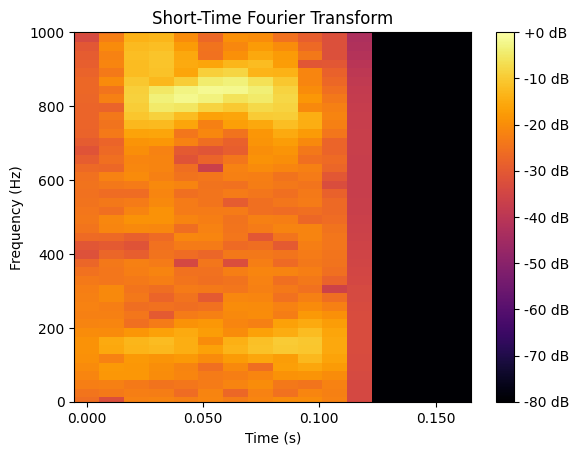 Short-Time Fourier Transform
1000
800
600
400
200
0
Frequency (Hz)
0.000
0.050
0.100
0.150
Time (s)
+0 dB
-10 dB
-20 dB
-30 dB
-40 dB
-50 dB
-60 dB
-70 dB
-80 dB